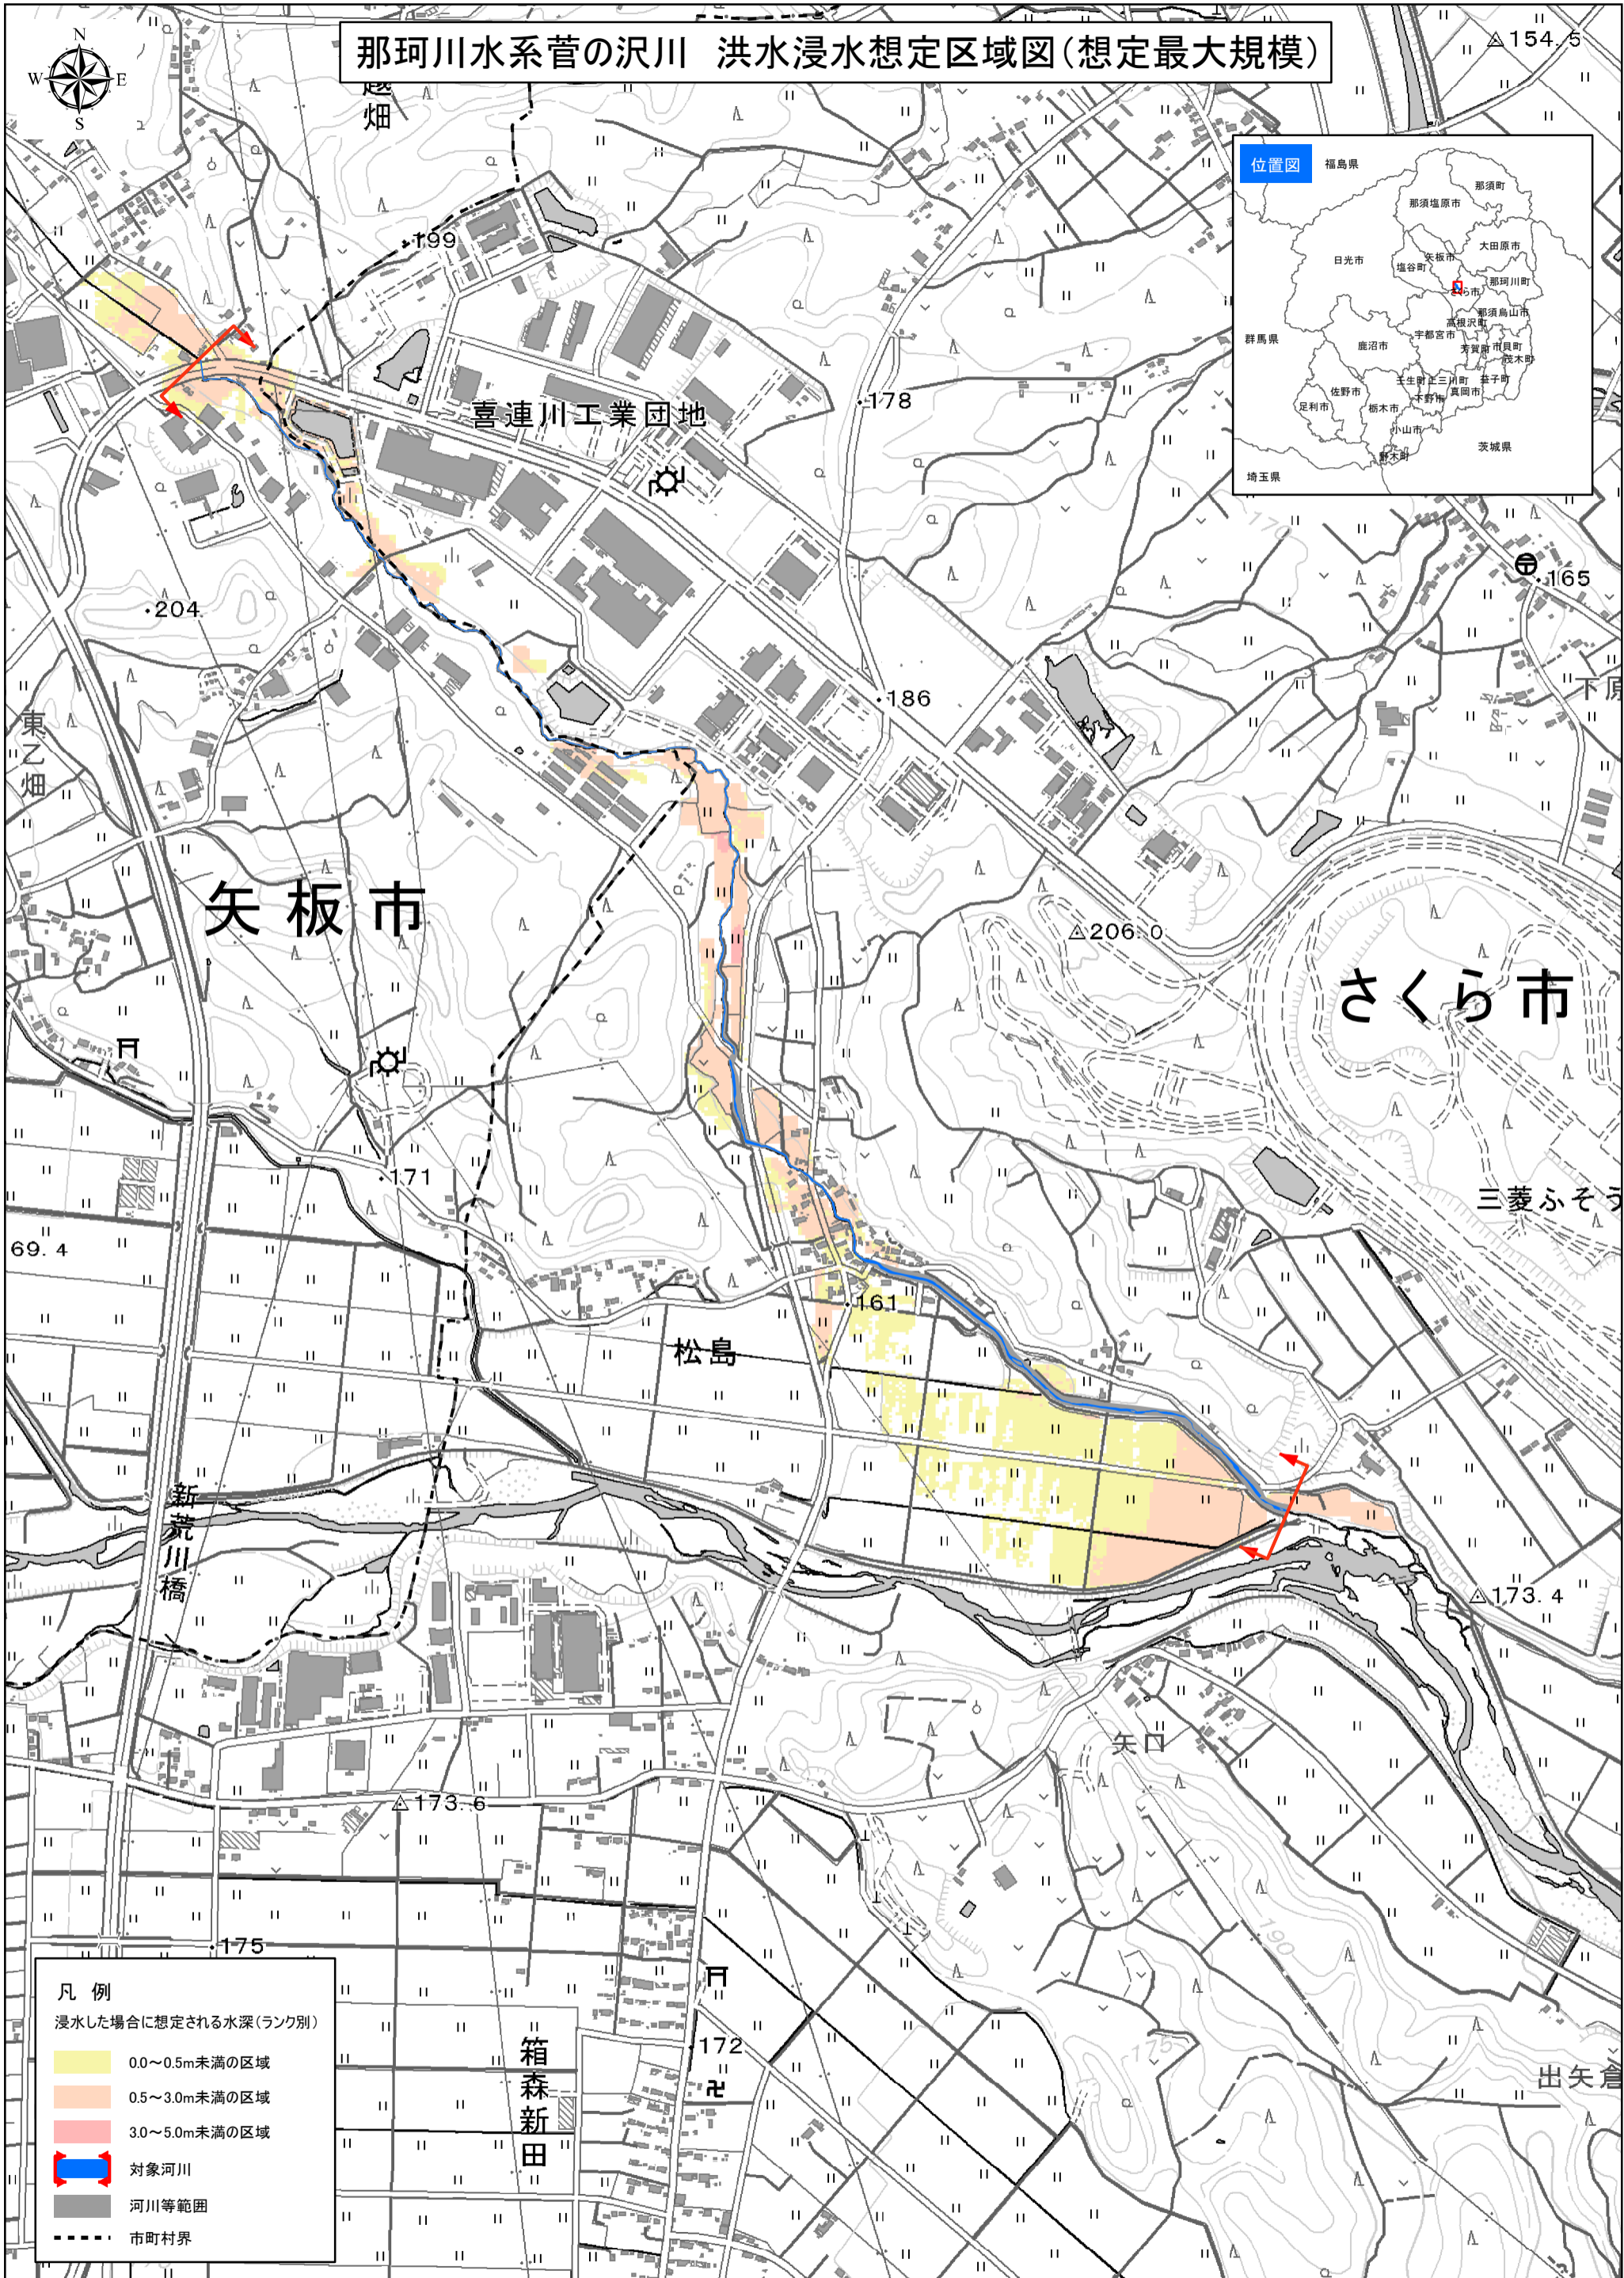 那珂川水系菅の沢川 洪水浸水想定区域図(想定最大規模)
N
W
E
S
越畑
154.5
位置図
福島県
那須町
那須塩原市
大田原市
日光市
矢板市
塩谷町
那珂川町
さくら市
那須烏山市
高根沢町
宇都宮市
群馬県
鹿沼市
芳賀町
市貝町
茂木町
壬生町
上三川町
益子町
佐野市
下野市
真岡市
足利市
栃木市
小山市
茨城県
野木町
埼玉県
199
喜連川工業団地
178
170
165
204
186
下原
東乙畑
矢板市
206.0
さくら市
171
三菱ふそう
69.4
161
松島
新荒川橋
173.4
矢口
173.6
190
175
172
175
箱森新田
出矢倉
凡例
浸水した場合に想定される水深(ランク別)
0.0～0.5m未満の区域
0.5～3.0m未満の区域
3.0～5.0m未満の区域
対象河川
河川等範囲
市町村界